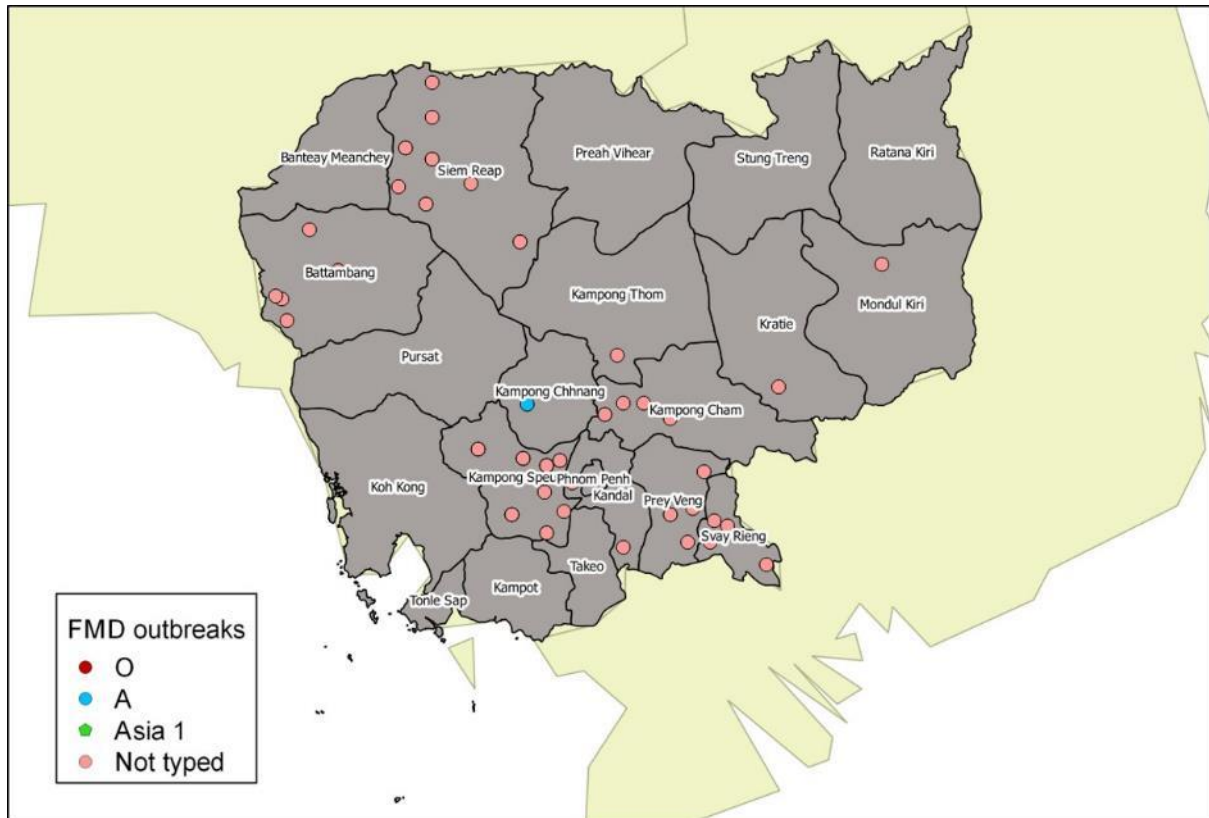 Banteay Meanchey
Siem Reap
Preah Vihear
Stung Treng
Ratana Kiri
Battambang
Kampong Thom
Kratie
Mondul Kiri
Pursat
Kampong Chhnang
Kampong Cham
Koh Kong
Kampong Speu
Phnom Penh
Kandal
Prey Veng
Svay Rieng
Takeo
Kampot
Tonle Sap
FMD outbreaks
O
A
Asia 1
Not typed